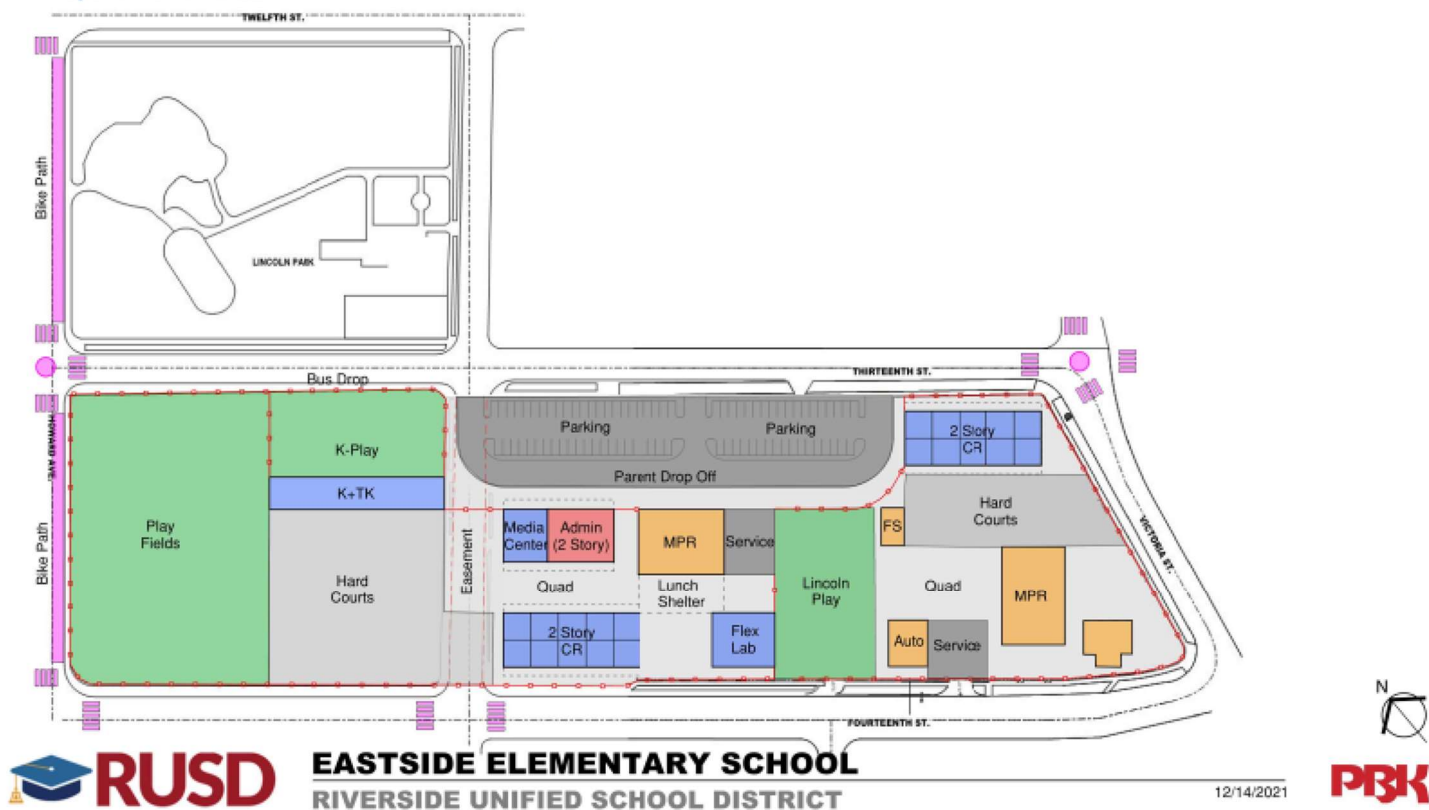 TWELFTH ST.
Bike Path
LINCOLN PARK
Bus Drop
THIRTEENTH ST.
HOWARD AVE.
Parking
Parking
2 Story
CR
K-Play
Parent Drop Off
K+TK
Play
Fields
Hard
Courts
Easement
Media
Center
Admin
(2 Story)
MPR
Service
FS
Hard
Courts
VICTORIA ST.
Bike Path
Quad
Lunch
Shelter
Lincoln
Play
Quad
MPR
2 Story
CR
Flex
Lab
Auto
Service
FOURTEENTH ST.
N
RUSD
EASTSIDE ELEMENTARY SCHOOL
RIVERSIDE UNIFIED SCHOOL DISTRICT
12/14/2021
PBK